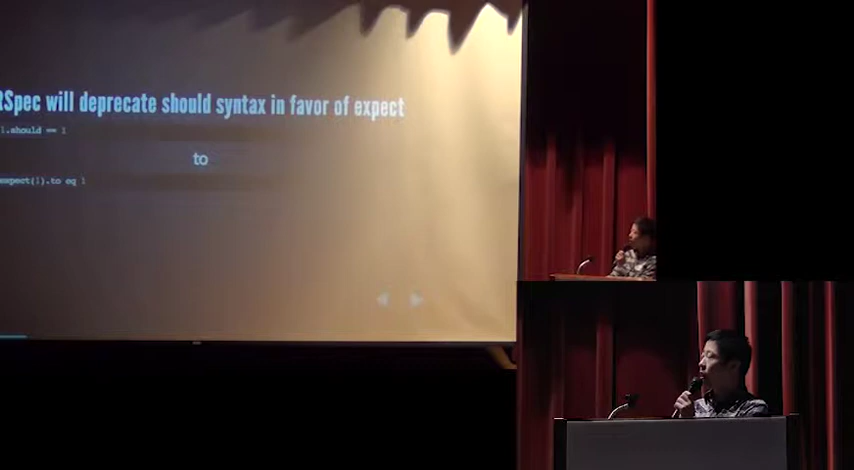 RSpec will deprecate should syntax in favor of expect
1.should == 1
to
expect(1).to eq 1